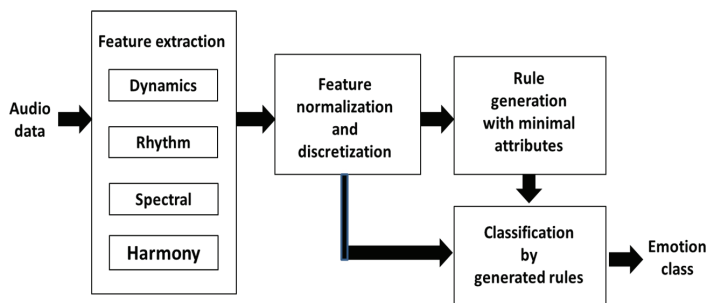 Audio
data
Feature extraction
Dynamics
Rhythm
Spectral
Harmony
Feature
normalization
and
discretization
Rule
generation
with minimal
attributes
Classification
by
generated rules
Emotion
class